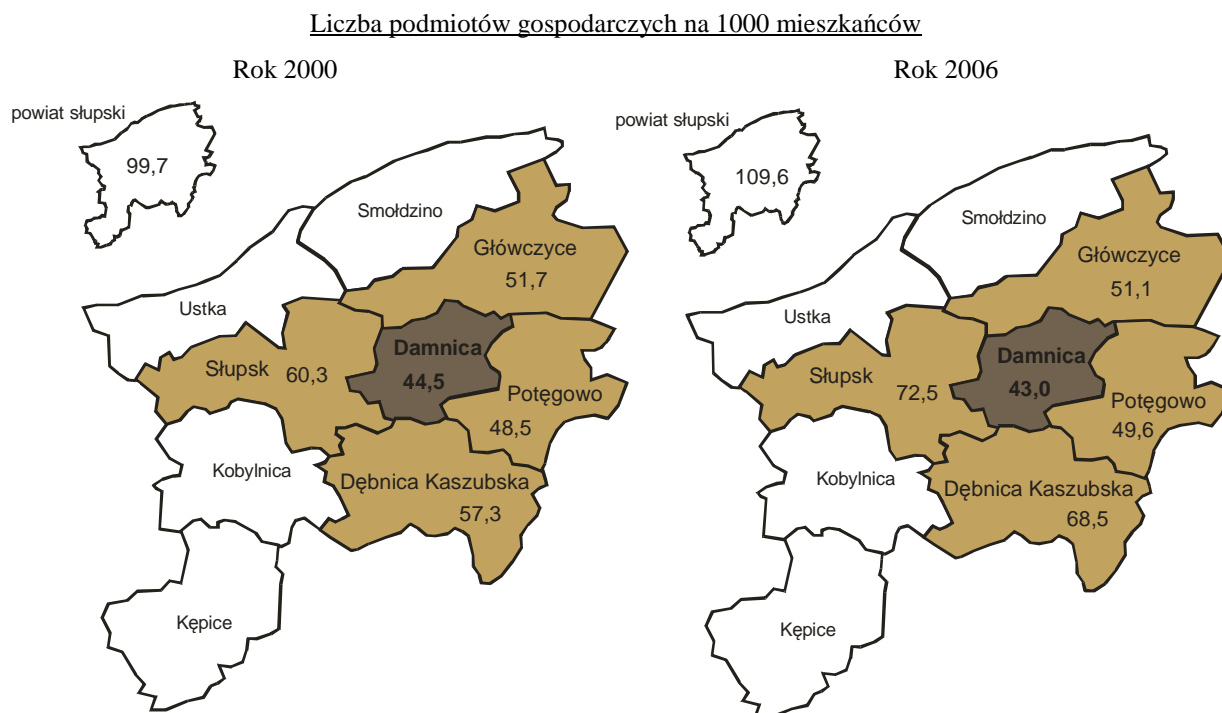 Liczba podmiotów gospodarczych na 1000 mieszkańców
Rok 2000
powiat słupski
99,7
Smołdzino
Główczyce
51,7
Ustka
Damnica
44,5
Słupsk 60,3
Potęgowo
48,5
Kobylnica
Dębnica Kaszubska
57,3
Kępice
Rok 2006
powiat słupski
109,6
Smołdzino
Główczyce
51,1
Ustka
Damnica
43,0
Słupsk 72,5
Potęgowo
49,6
Kobylnica
Dębnica Kaszubska
68,5
Kępice